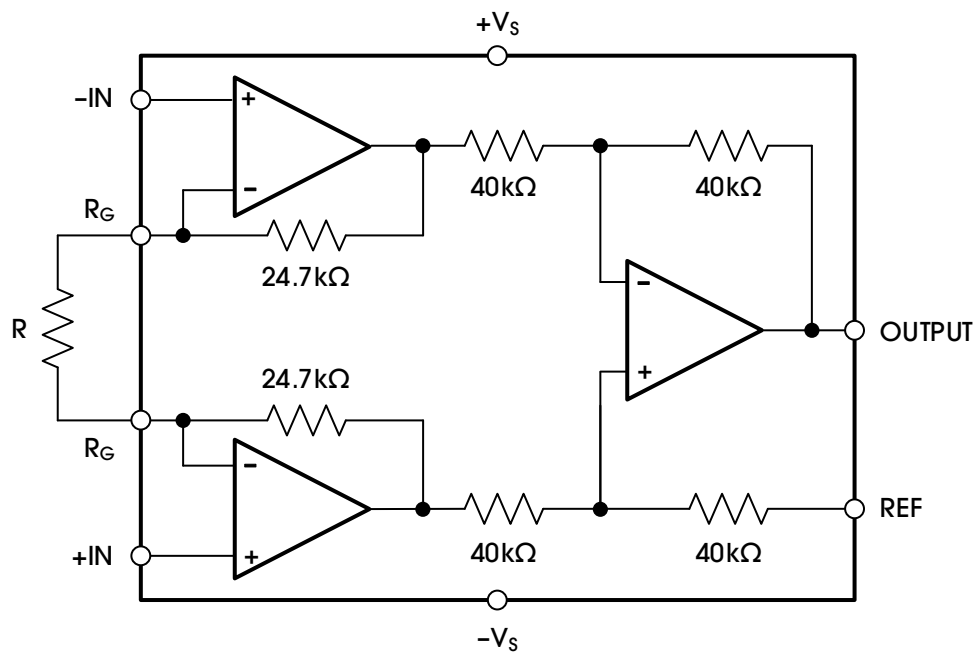 +VS
–IN
+
–
40kΩ
40kΩ
RG
24.7kΩ
–
R
OUTPUT
24.7kΩ
+
RG
–
REF
+IN
+
40kΩ
40kΩ
–VS